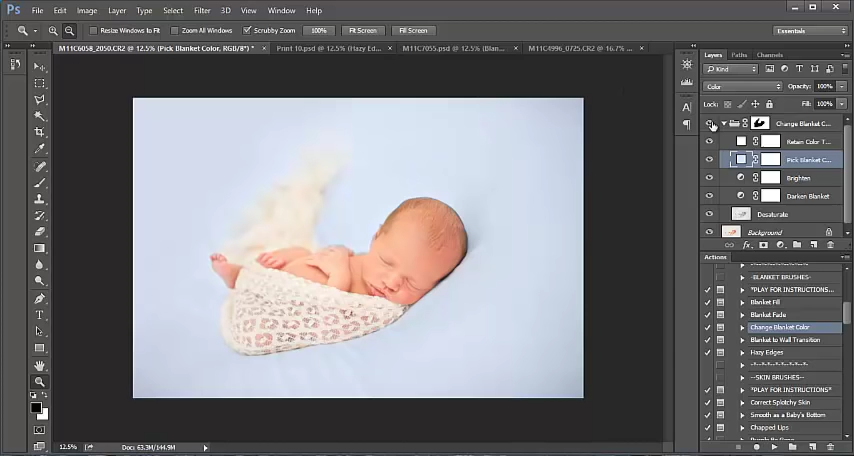 Ps File Edit Image Layer Type Select Filter 3D View Window Help
Resize Windows to Fit Zoom All Windows Scrubby Zoom 100% Fit Screen Fill Screen Essentials
M11C6058_2050.CR2 @ 12.5% (Pick Blanket Color, RGB/8*) * × Print 10.psd @ 12.5% (Hazy Ed... × M11C7055.psd @ 12.5% (Blan... × M11C4996_0725.CR2 @ 16.7% ... ×
Layers Paths Channels
Kind
Color Opacity: 100%
Lock: Fill: 100%
Change Blanket C...
Retain Color T...
Pick Blanket C...
Brighten
Darken Blanket
Desaturate
Background
fx
Actions
-BLANKET BRUSHES-
*PLAY FOR INSTRUCTIONS...
Blanket Fill
Blanket Fade
Change Blanket Color
Blanket to Wall Transition
Hazy Edges
--SKIN BRUSHES--
*PLAY FOR INSTRUCTIONS*
Correct Splotchy Skin
Smooth as a Baby's Bottom
Chapped Lips
12.5% Doc: 63.3M/144.9M